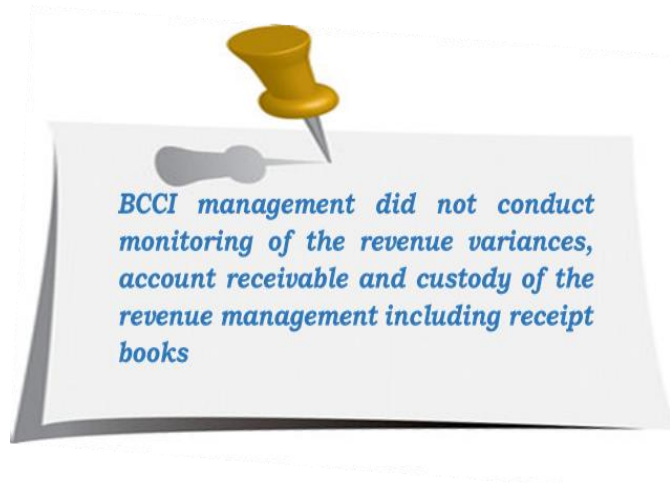 BCCI management did not conduct
monitoring of the revenue variances,
account receivable and custody of the
revenue management including receipt
books